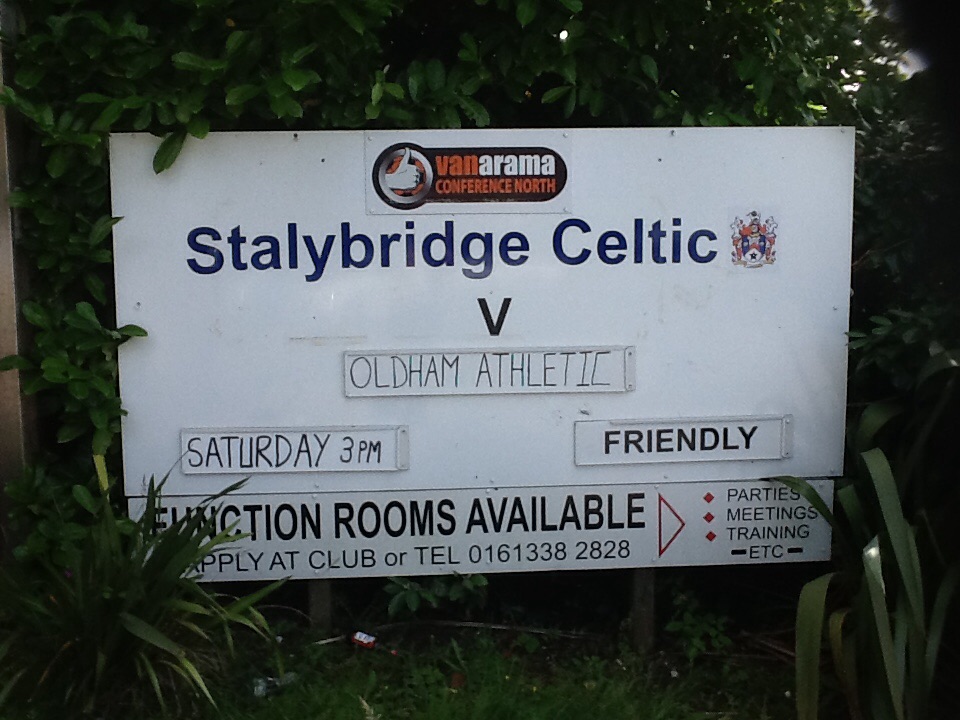 vanarama
CONFERENCE NORTH
Stalybridge Celtic
V
OLDHAM ATHLETIC
SATURDAY 3PM
FRIENDLY
FUNCTION ROOMS AVAILABLE
APPLY AT CLUB or TEL 0161338 2828
PARTIES
MEETINGS
TRAINING
ETC